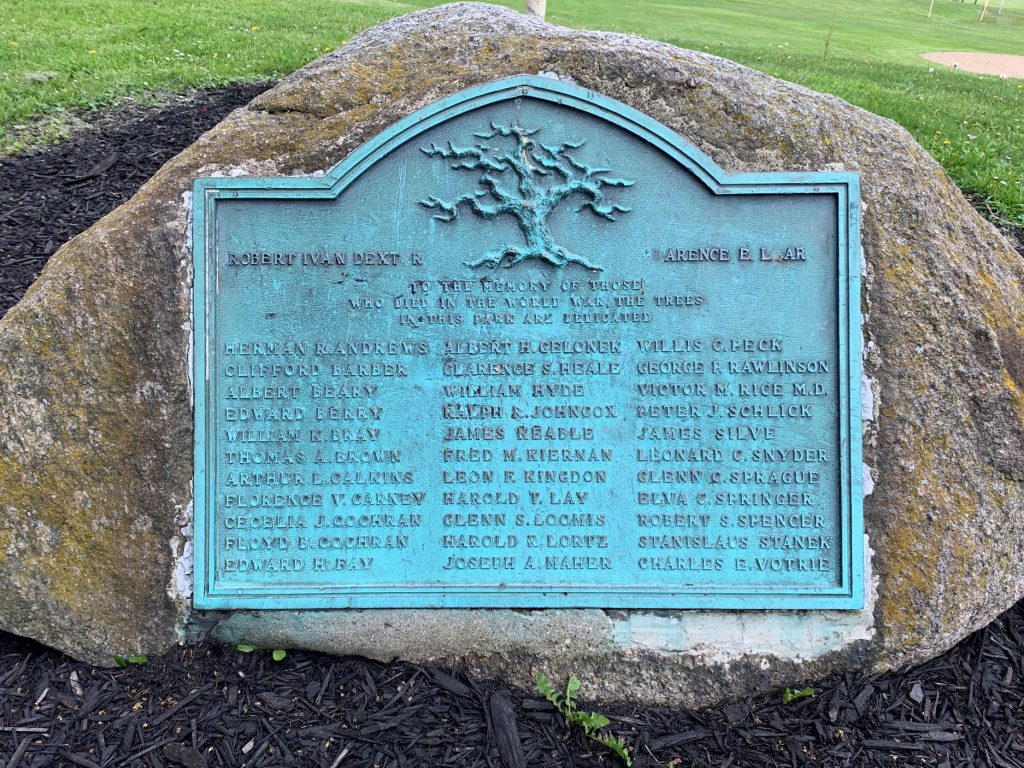 ROBERT IVAN DEXT R
LARENCE E. L AR
TO THE MEMORY OF THOSE
WHO DIED IN THE WORLD WAR, THE TREES
IN THIS PARK ARE DEDICATED
HERMAN R. ANDREWS ALBERT H. GELONEK WILLIS C. PECK
CLIFFORD BARBER CLARENCE S. HEALE GEORGE P. RAWLINSON
ALBERT BEARY WILLIAM HYDE VICTOR M. RICE M.D.
EDWARD BERRY RALPH R. JOHNCOX PETER J. SCHLICK
WILLIAM K. BRAY JAMES KEABLE JAMES SILVE
THOMAS A. BROWN FRED M. KIERNAN LEONARD C. SNYDER
ARTHUR L. CALKINS LEON F. KINGDON GLENN C. SPRAGUE
FLORENCE V. CARNEY HAROLD V. LAY ELVA C. SPRINGER
CECELIA J. COCHRAN GLENN S. LOOMIS ROBERT S. SPENCER
FLOYD B. COCHRAN HAROLD K. LORTZ STANISLAUS STANEK
EDWARD H. FAY JOSEPH A. MAHER CHARLES E. VOTRIE